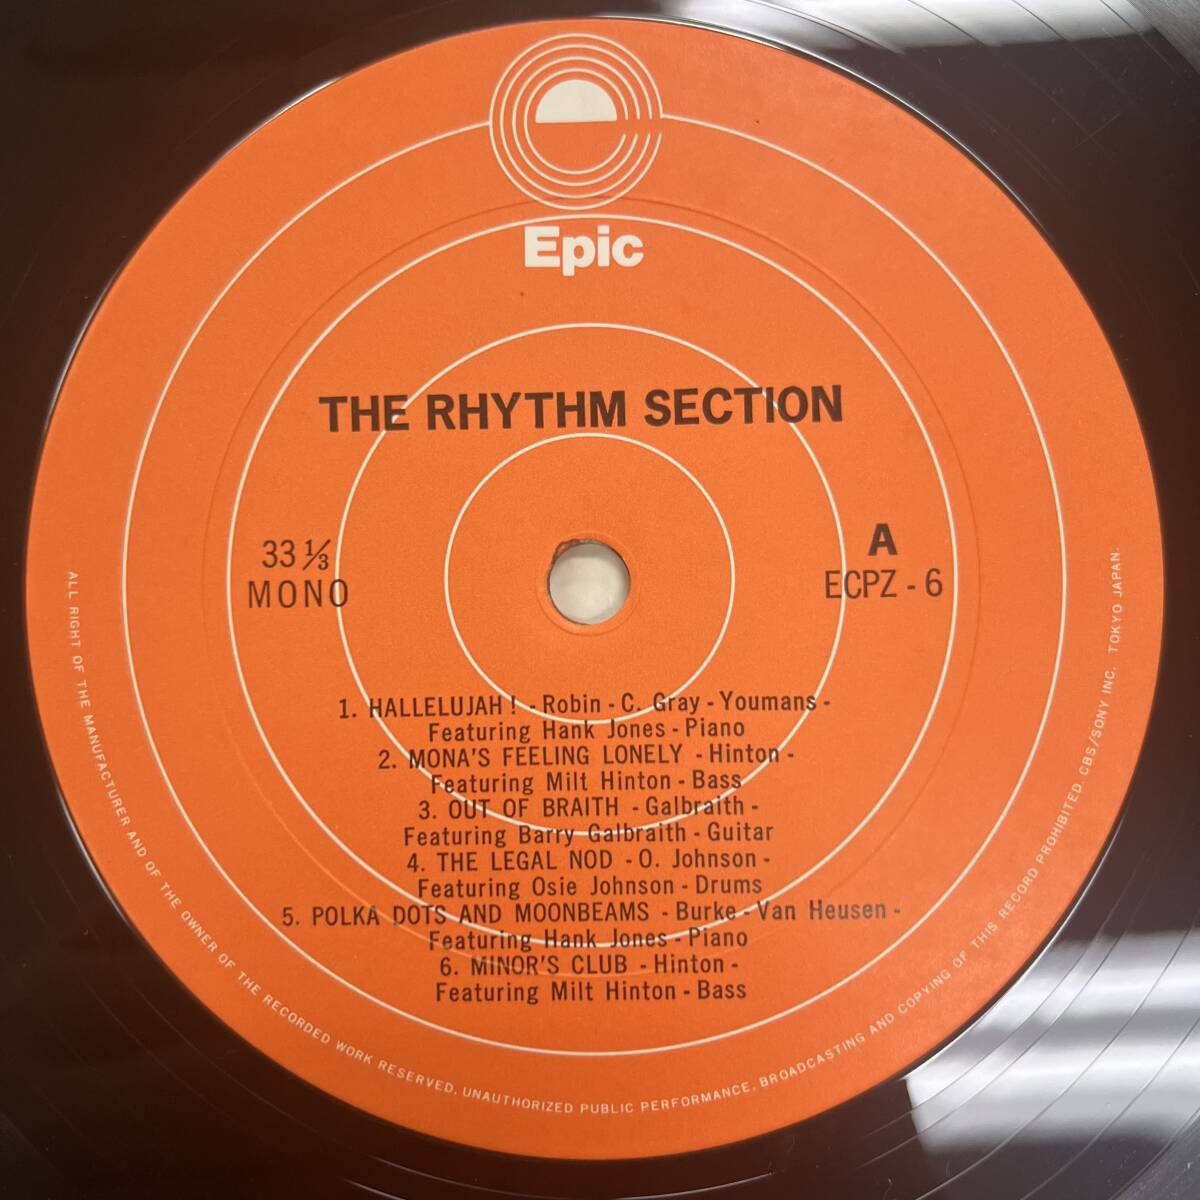 Epic
THE RHYTHM SECTION
33 ⅓
MONO
A
ECPZ - 6
1. HALLELUJAH! - Robin - C. Gray - Youmans -
Featuring Hank Jones - Piano
2. MONA'S FEELING LONELY - Hinton -
Featuring Milt Hinton - Bass
3. OUT OF BRAITH - Galbraith -
Featuring Barry Galbraith - Guitar
4. THE LEGAL NOD - O. Johnson -
Featuring Osie Johnson - Drums
5. POLKA DOTS AND MOONBEAMS - Burke - Van Heusen -
Featuring Hank Jones - Piano
6. MINOR'S CLUB - Hinton -
Featuring Milt Hinton - Bass
ALL RIGHT OF THE MANUFACTURER AND OF THE OWNER OF THE RECORDED WORK RESERVED. UNAUTHORIZED PUBLIC PERFORMANCE, BROADCASTING AND COPYING OF THIS RECORD PROHIBITED. CBS/SONY INC. TOKYO JAPAN.